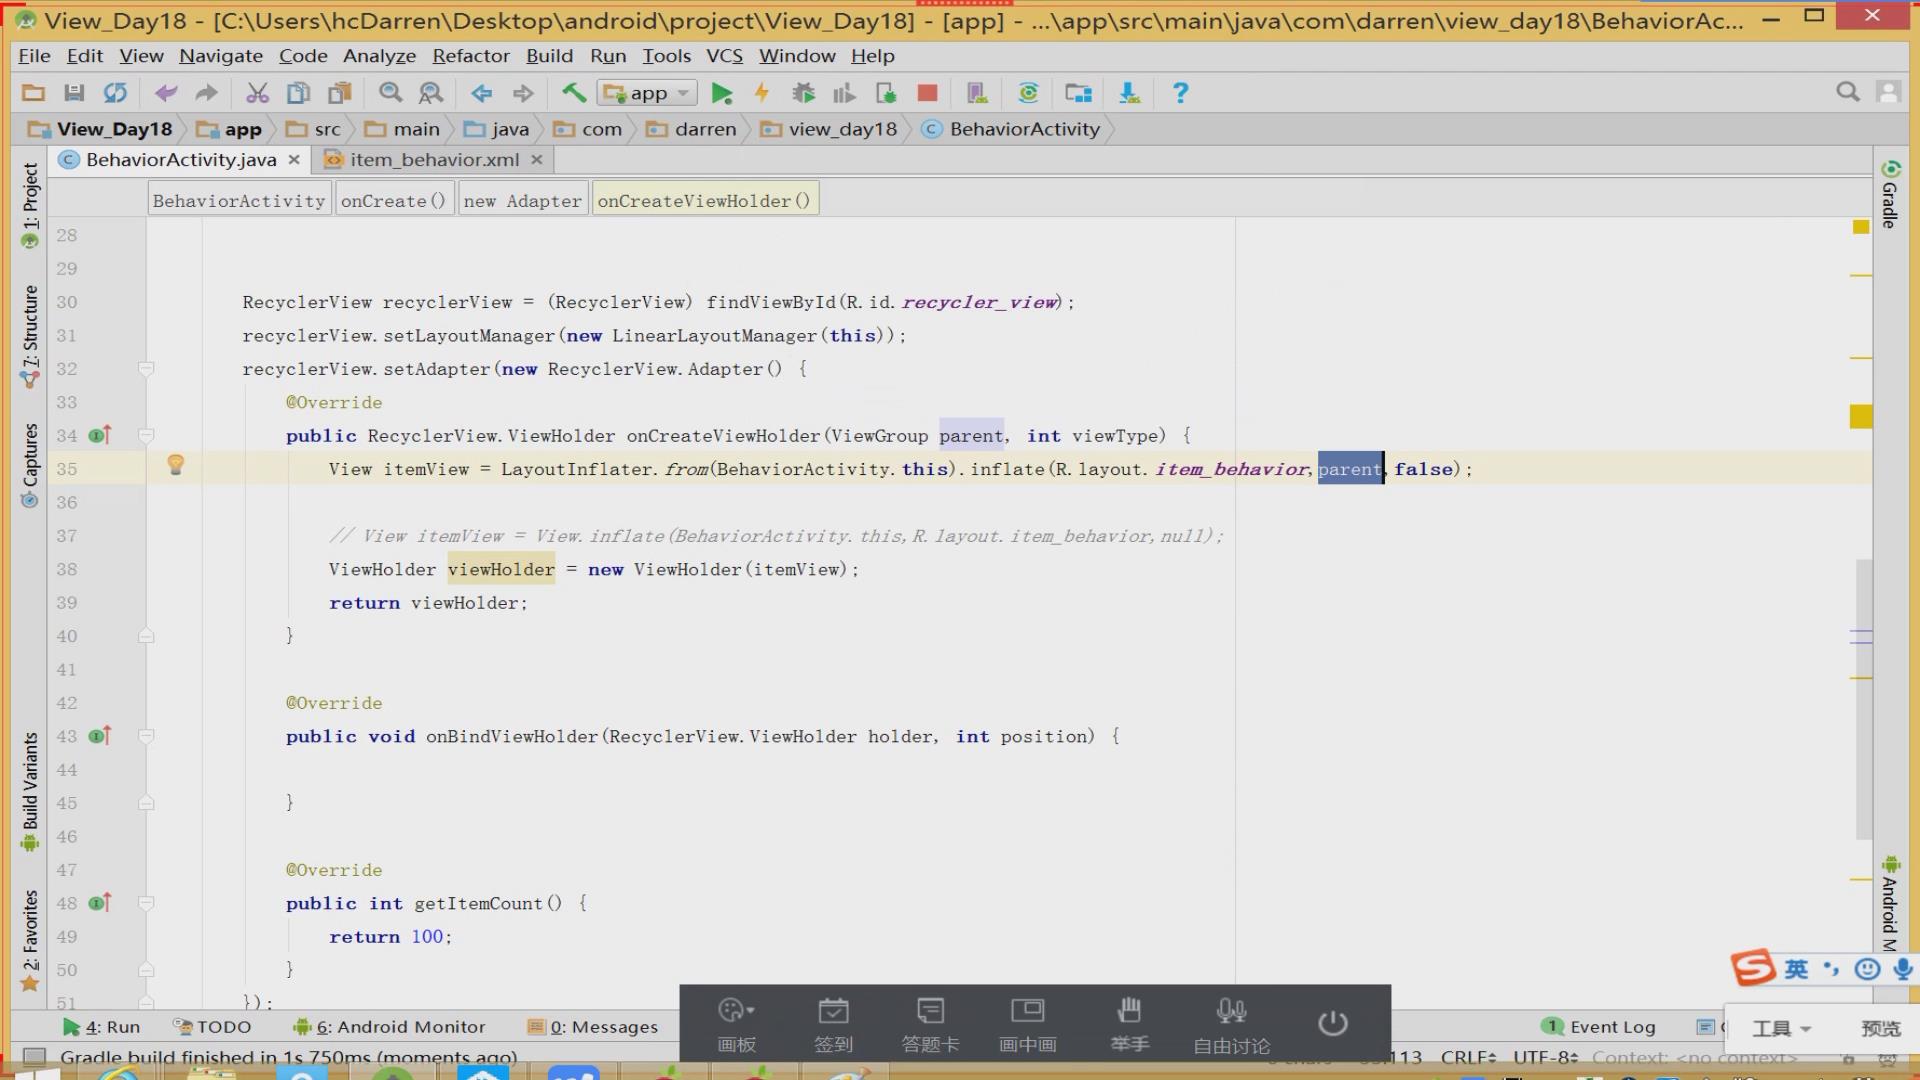 View_Day18 - [C:\Users\hcDarren\Desktop\android\project\View_Day18] - [app] - ...\app\src\main\java\com\darren\view_day18\BehaviorAc...
File Edit View Navigate Code Analyze Refactor Build Run Tools VCS Window Help
app
View_Day18 app src main java com darren view_day18 BehaviorActivity
BehaviorActivity.java item_behavior.xml
BehaviorActivity onCreate() new Adapter onCreateViewHolder()
1: Project
7: Structure
Captures
Build Variants
2: Favorites
Gradle
Android M
28
29
30 RecyclerView recyclerView = (RecyclerView) findViewById(R.id.recycler_view);
31 recyclerView.setLayoutManager(new LinearLayoutManager(this));
32 recyclerView.setAdapter(new RecyclerView.Adapter() {
33 @Override
34 public RecyclerView.ViewHolder onCreateViewHolder(ViewGroup parent, int viewType) {
35 View itemView = LayoutInflater.from(BehaviorActivity.this).inflate(R.layout.item_behavior,parent,false);
36
37 // View itemView = View.inflate(BehaviorActivity.this,R.layout.item_behavior,null);
38 ViewHolder viewHolder = new ViewHolder(itemView);
39 return viewHolder;
40 }
41
42 @Override
43 public void onBindViewHolder(RecyclerView.ViewHolder holder, int position) {
44
45 }
46
47 @Override
48 public int getItemCount() {
49 return 100;
50 }
51 });
英
4: Run TODO 6: Android Monitor 0: Messages
画板 签到 答题卡 画中画 举手 自由讨论
1 Event Log
工具 预览
Gradle build finished in 1s 750ms (moments ago)
CRLF UTF-8 Context: <no context>